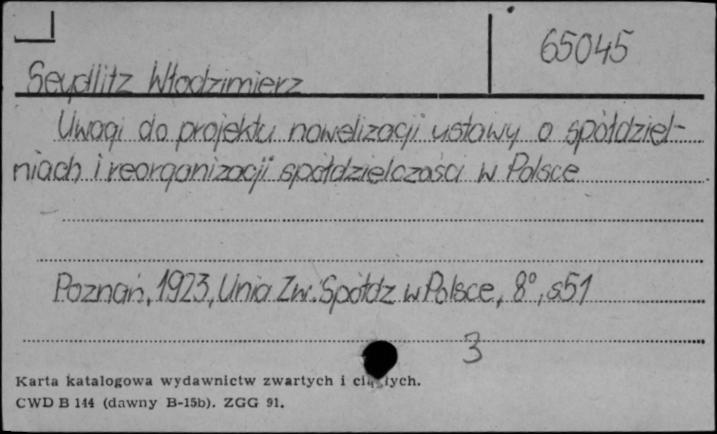 65045
Seydlitz Włodzimierz
Uwagi do projektu nowelizacji ustawy o spółdziel-
niach i reorganizacji spółdzielczości w Polsce
Poznań, 1923, Unia Zw. Spółdz w Polsce, 8°, s51
3
Karta katalogowa wydawnictw zwartych i ciągłych.
CWD B 144 (dawny B-15b). ZGG 91.